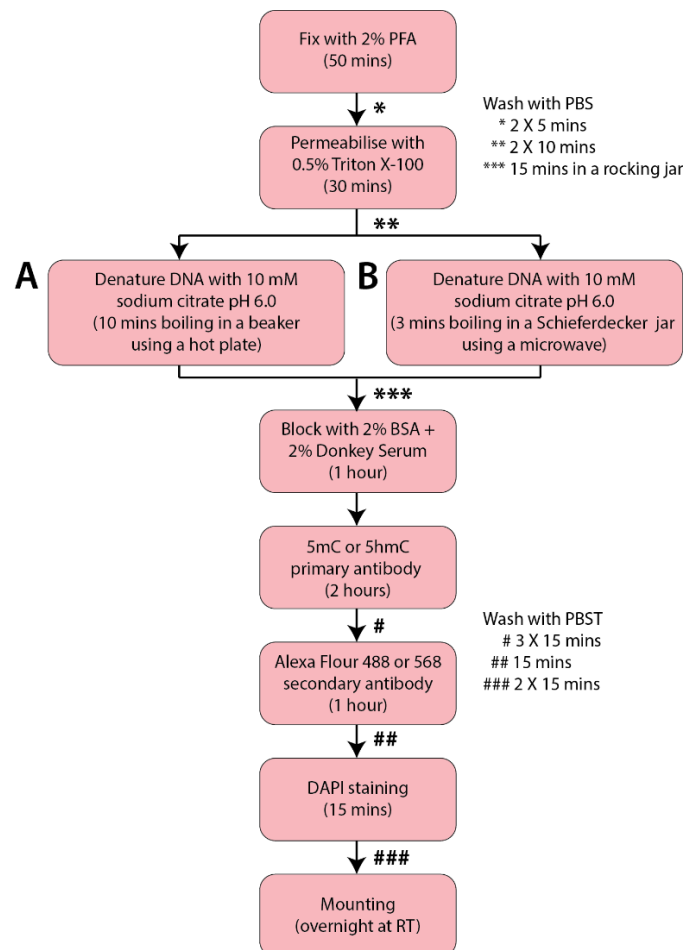 Fix with 2% PFA
(50 mins)
*
Wash with PBS
* 2 X 5 mins
** 2 X 10 mins
*** 15 mins in a rocking jar
Permeabilise with
0.5% Triton X-100
(30 mins)
**
A
Denature DNA with 10 mM
sodium citrate pH 6.0
(10 mins boiling in a beaker
using a hot plate)
B
Denature DNA with 10 mM
sodium citrate pH 6.0
(3 mins boiling in a Schieferdecker jar
using a microwave)
***
Block with 2% BSA +
2% Donkey Serum
(1 hour)
5mC or 5hmC
primary antibody
(2 hours)
#
Wash with PBST
# 3 X 15 mins
## 15 mins
### 2 X 15 mins
Alexa Flour 488 or 568
secondary antibody
(1 hour)
##
DAPI staining
(15 mins)
###
Mounting
(overnight at RT)